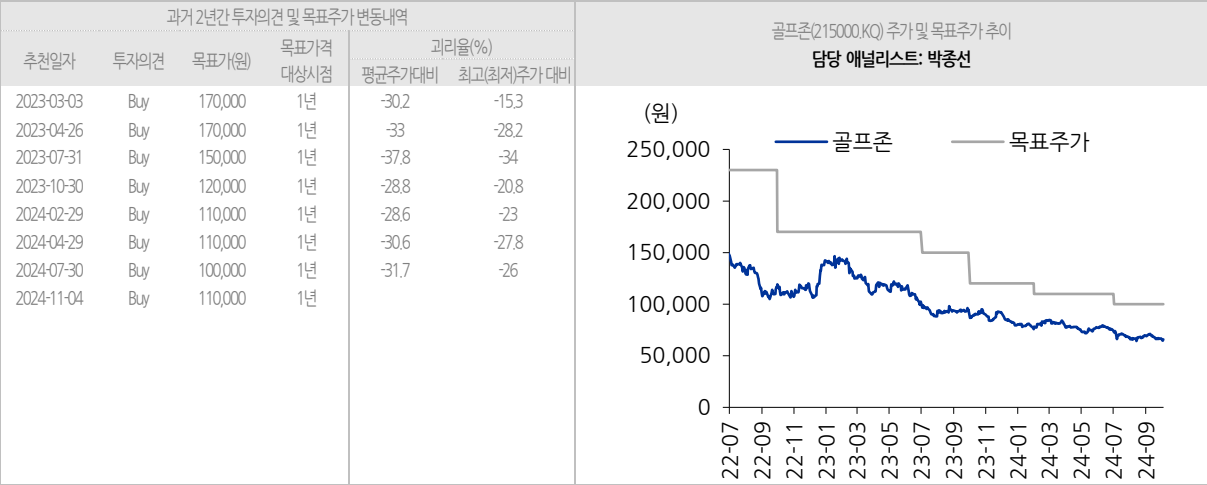 과거 2년간 투자의견 및 목표주가 변동내역
추천일자 투자의견 목표가(원) 목표가격 대상시점 괴리율(%)
평균주가대비 최고(최저)주가 대비
2023-03-03 Buy 170,000 1년 -30.2 -15.3
2023-04-26 Buy 170,000 1년 -33 -28.2
2023-07-31 Buy 150,000 1년 -37.8 -34
2023-10-30 Buy 120,000 1년 -28.8 -20.8
2024-02-29 Buy 110,000 1년 -28.6 -23
2024-04-29 Buy 110,000 1년 -30.6 -27.8
2024-07-30 Buy 100,000 1년 -31.7 -26
2024-11-04 Buy 110,000 1년
골프존(215000.KQ) 주가 및 목표주가 추이
담당 애널리스트: 박종선
(원)
골프존 목표주가
250,000
200,000
150,000
100,000
50,000
0
22-07 22-09 22-11 23-01 23-03 23-05 23-07 23-09 23-11 24-01 24-03 24-05 24-07 24-09